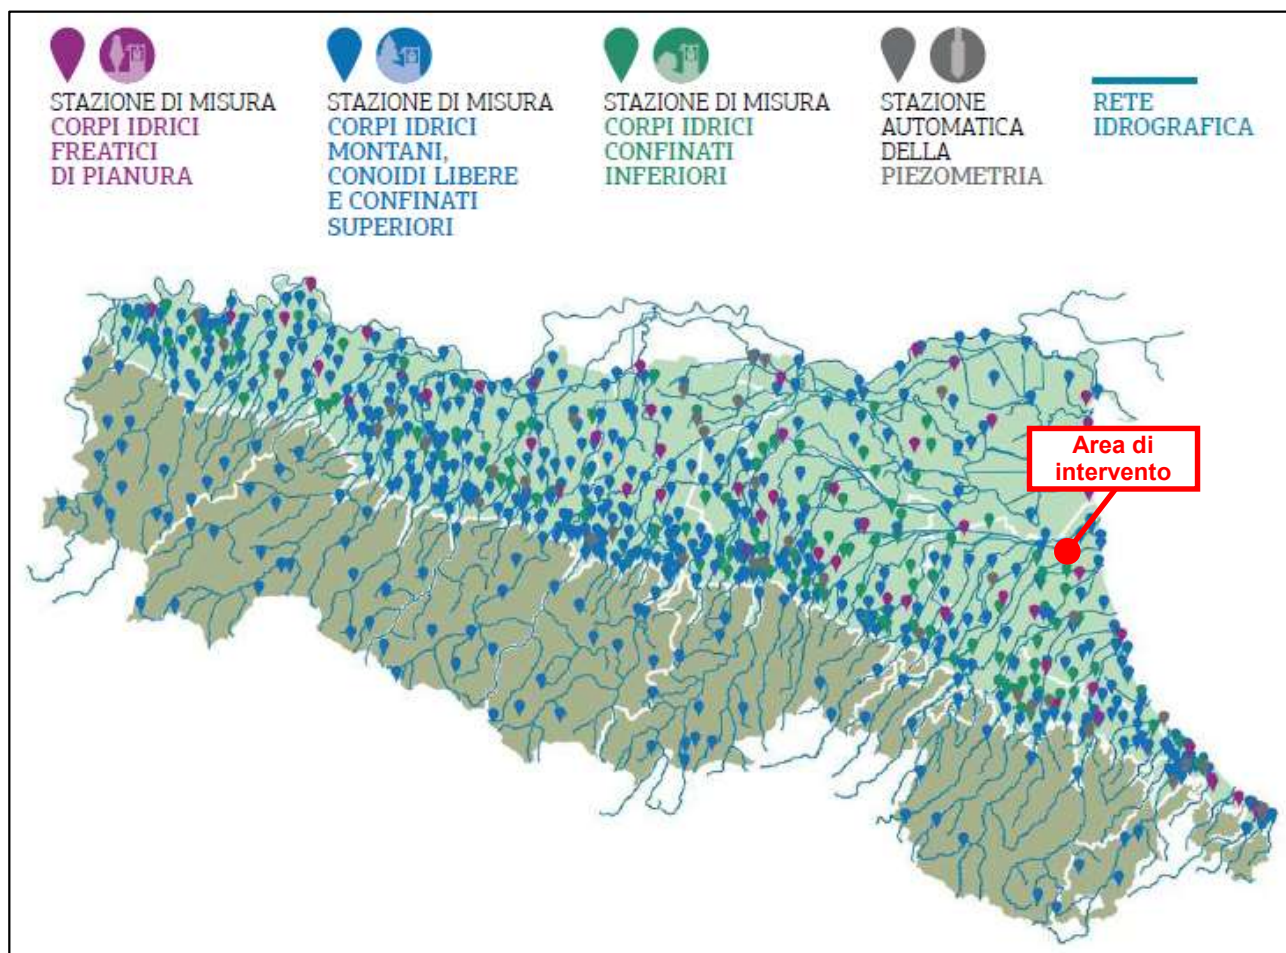 STAZIONE DI MISURA
CORPI IDRICI
FREATICI
DI PIANURA
STAZIONE DI MISURA
CORPI IDRICI
MONTANI,
CONOIDI LIBERE
E CONFINATI
SUPERIORI
STAZIONE DI MISURA
CORPI IDRICI
CONFINATI
INFERIORI
STAZIONE
AUTOMATICA
DELLA
PIEZOMETRIA
RETE
IDROGRAFICA
Area di
intervento